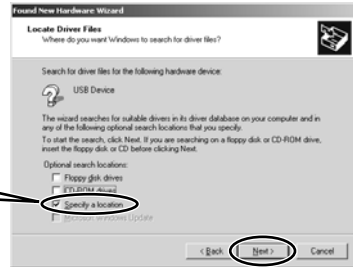 Found New Hardware Wizard
Locate Driver Files
Where do you want Windows to search for driver files?
Search for driver files for the following hardware device:
USB Device
The wizard searches for suitable drivers in its driver database on your computer and in
any of the following optional search locations that you specify.
To start the search, click Next. If you are searching on a floppy disk or CD-ROM drive,
insert the floppy disk or CD before clicking Next.
Optional search locations:
Floppy disk drives
CD-ROM drives
Specify a location
Microsoft Windows Update
< Back
Next >
Cancel